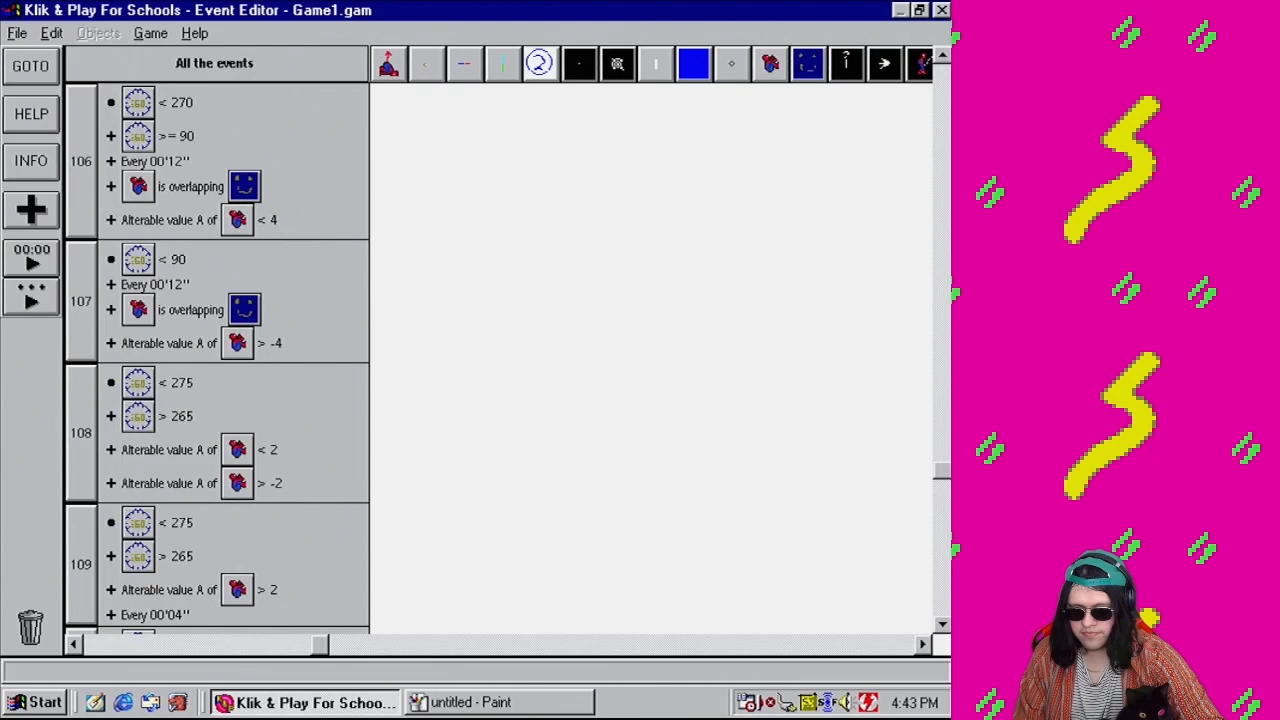 Klik & Play For Schools - Event Editor - Game1.gam
File Edit Objects Game Help
GOTO
All the events
HELP
INFO
00:00
106
< 270
>= 90
+ Every 00'12"
is overlapping
+ Alterable value A of < 4
107
< 90
+ Every 00'12"
is overlapping
+ Alterable value A of > -4
108
< 275
> 265
+ Alterable value A of < 2
+ Alterable value A of > -2
109
< 275
> 265
+ Alterable value A of > 2
+ Every 00'04"
Start Klik & Play For Schoo... untitled - Paint 4:43 PM